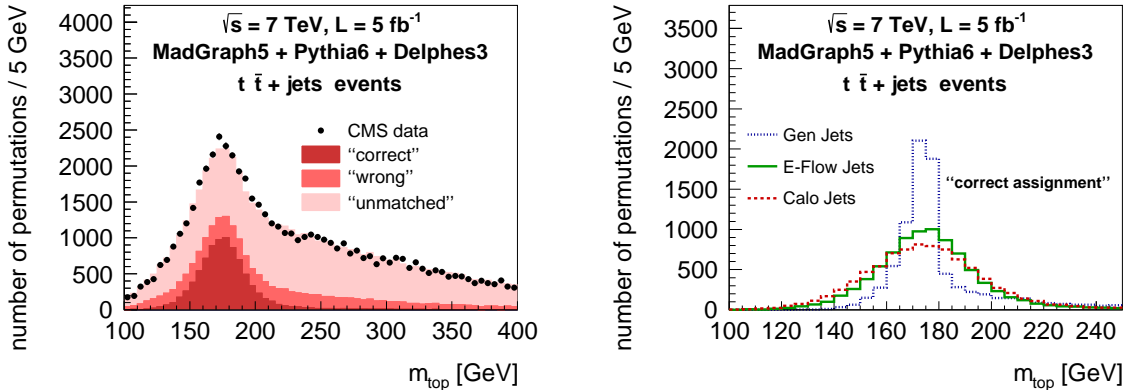 number of permutations / 5 GeV
4000
3500
3000
2500
2000
1500
1000
500
0
√s = 7 TeV, L = 5 fb⁻¹
MadGraph5 + Pythia6 + Delphes3
t t̄ + jets events
CMS data
“correct”
“wrong”
“unmatched”
100 150 200 250 300 350 400
m_top [GeV]
number of permutations / 5 GeV
3500
3000
2500
2000
1500
1000
500
0
√s = 7 TeV, L = 5 fb⁻¹
MadGraph5 + Pythia6 + Delphes3
t t̄ + jets events
Gen Jets
E-Flow Jets
Calo Jets
“correct assignment”
100 120 140 160 180 200 220 240
m_top [GeV]